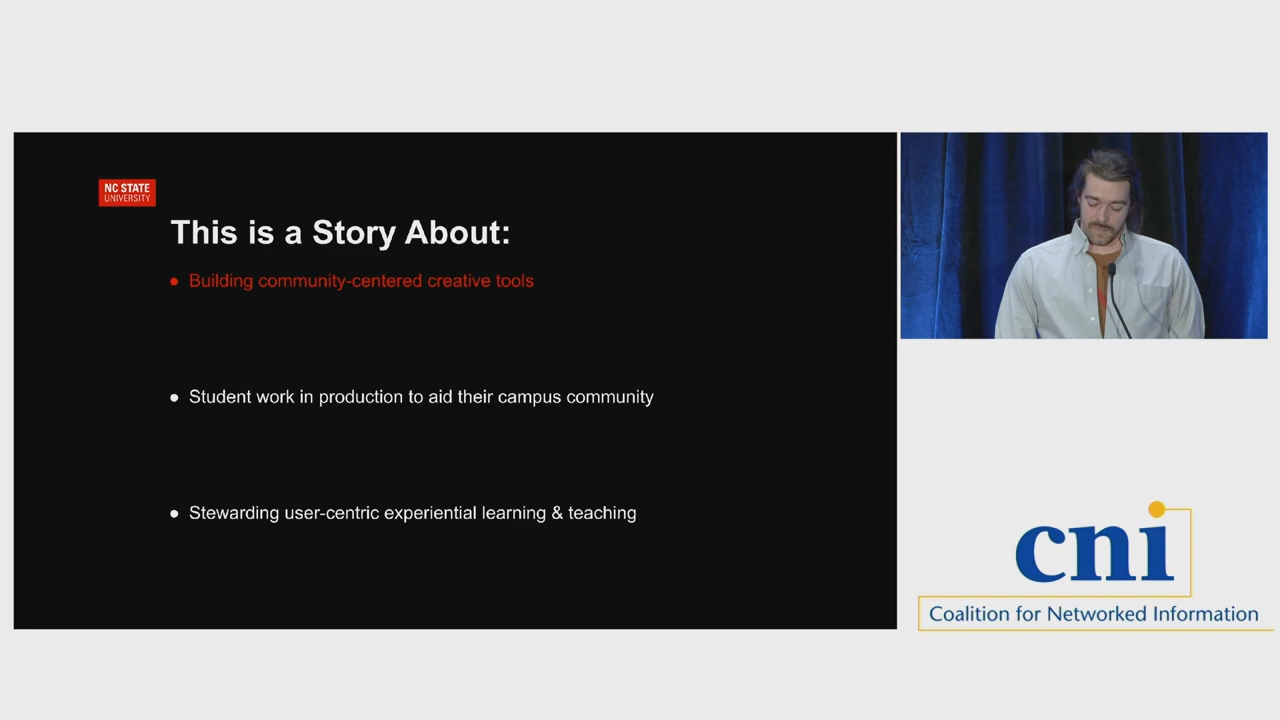 NC STATE
UNIVERSITY
This is a Story About:
● Building community-centered creative tools
● Student work in production to aid their campus community
● Stewarding user-centric experiential learning & teaching
cni
Coalition for Networked Information